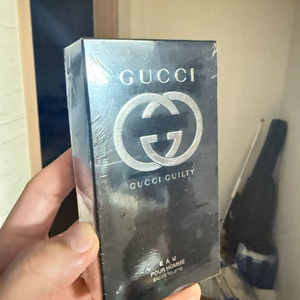 GUCCI
GUCCI GUILTY
EAU
POUR HOMME
EAU DE TOILETTE